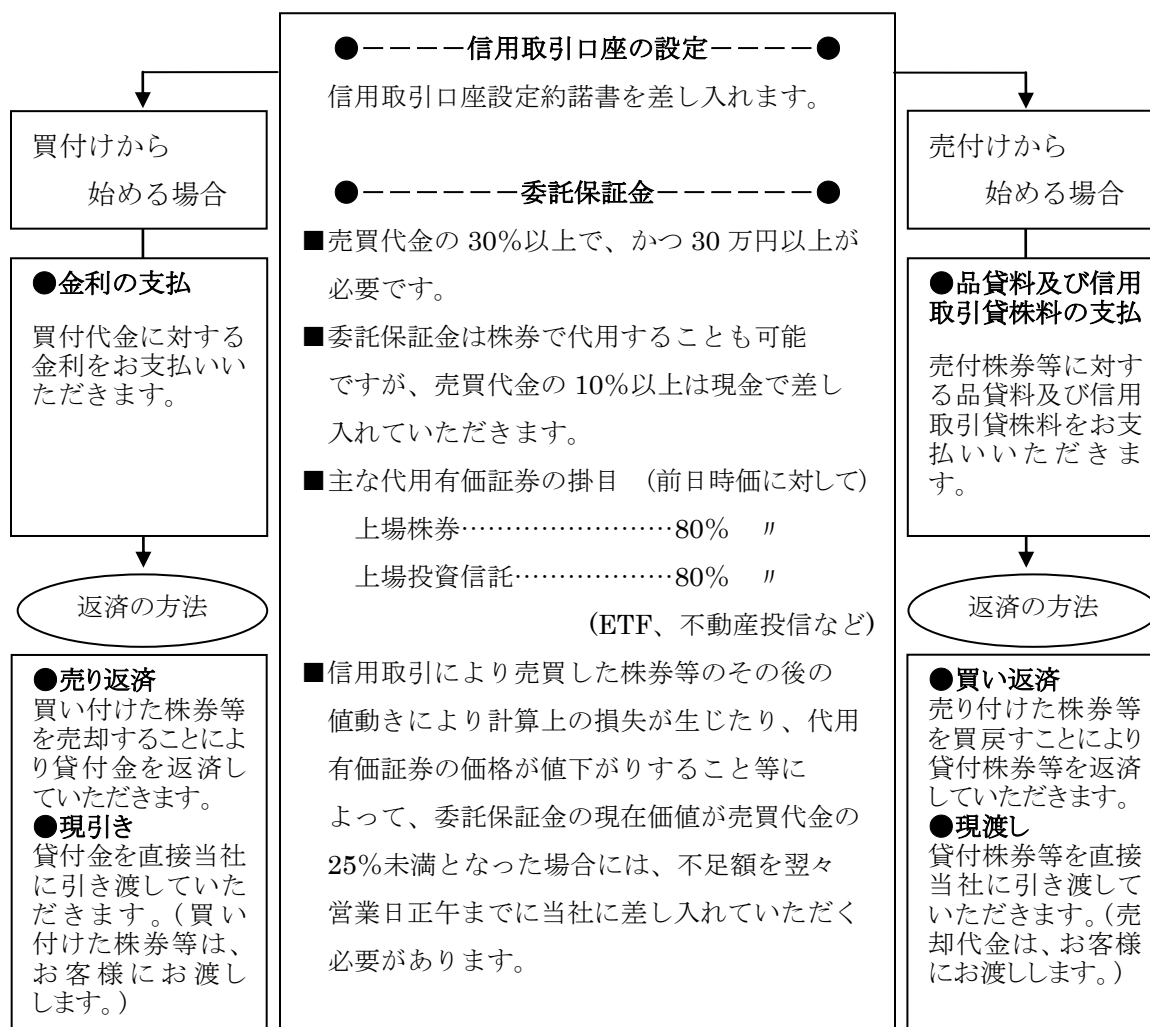 ●－－－－信用取引口座の設定－－－－●
信用取引口座設定約諾書を差し入れます。
●－－－－－－委託保証金－－－－－－●
■売買代金の 30％以上で、かつ 30 万円以上が
必要です。
■委託保証金は株券で代用することも可能
ですが、売買代金の 10％以上は現金で差し
入れていただきます。
■主な代用有価証券の掛目　(前日時価に対して)
上場株券……………………80％　〃
上場投資信託………………80％　〃
(ETF、不動産投信など)
■信用取引により売買した株券等のその後の
値動きにより計算上の損失が生じたり、代用
有価証券の価格が値下がりすること等に
よって、委託保証金の現在価値が売買代金の
25％未満となった場合には、不足額を翌々
営業日正午までに当社に差し入れていただく
必要があります。
買付けから
始める場合
●金利の支払
買付代金に対する
金利をお支払いい
ただきます。
返済の方法
●売り返済
買い付けた株券等
を売却することによ
り貸付金を返済し
ていただきます。
●現引き
貸付金を直接当社
に引き渡していた
だきます。（買い
付けた株券等は、
お客様にお渡し
します。）
売付けから
始める場合
●品貸料及び信用
取引貸株料の支払
売付株券等に対す
る品貸料及び信用
取引貸株料をお支
払いいただきま
す。
返済の方法
●買い返済
売り付けた株券等
を買戻すことにより
貸付株券等を返済
していただきます。
●現渡し
貸付株券等を直接
当社に引き渡して
いただきます。（売
却代金は、お客様
にお渡しします。）